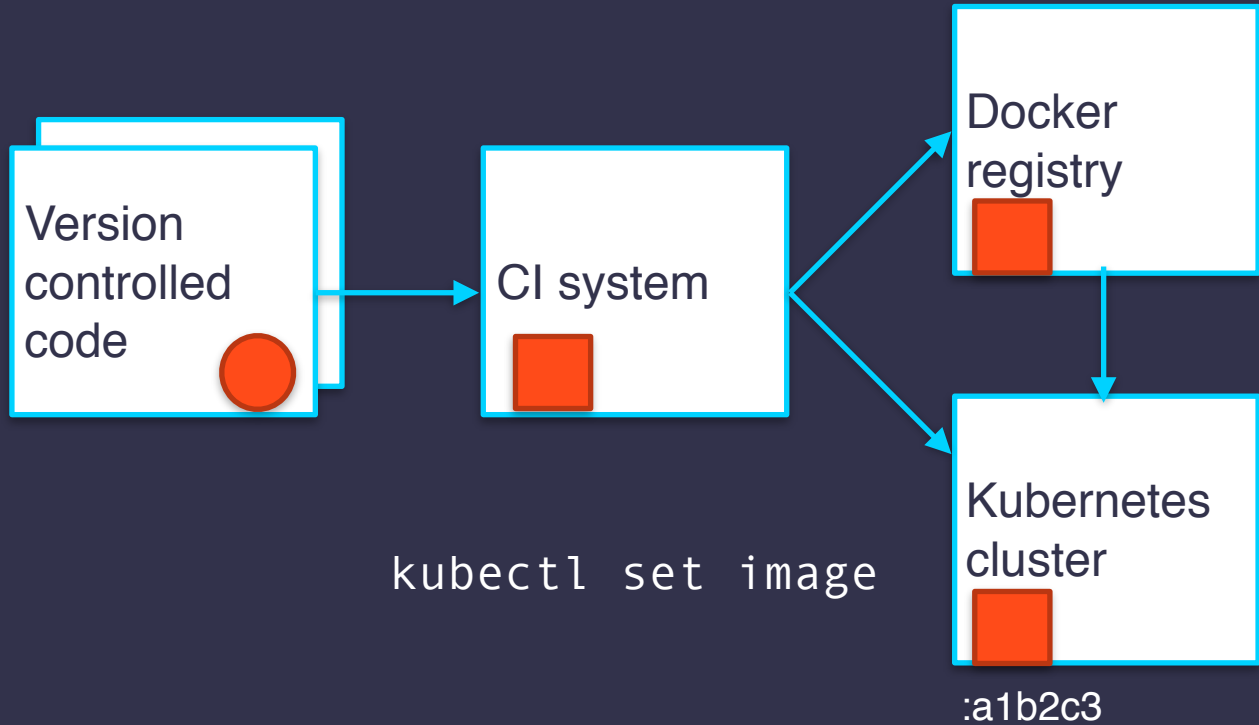 Version
controlled
code
CI system
Docker
registry
Kubernetes
cluster
kubectl set image
:a1b2c3